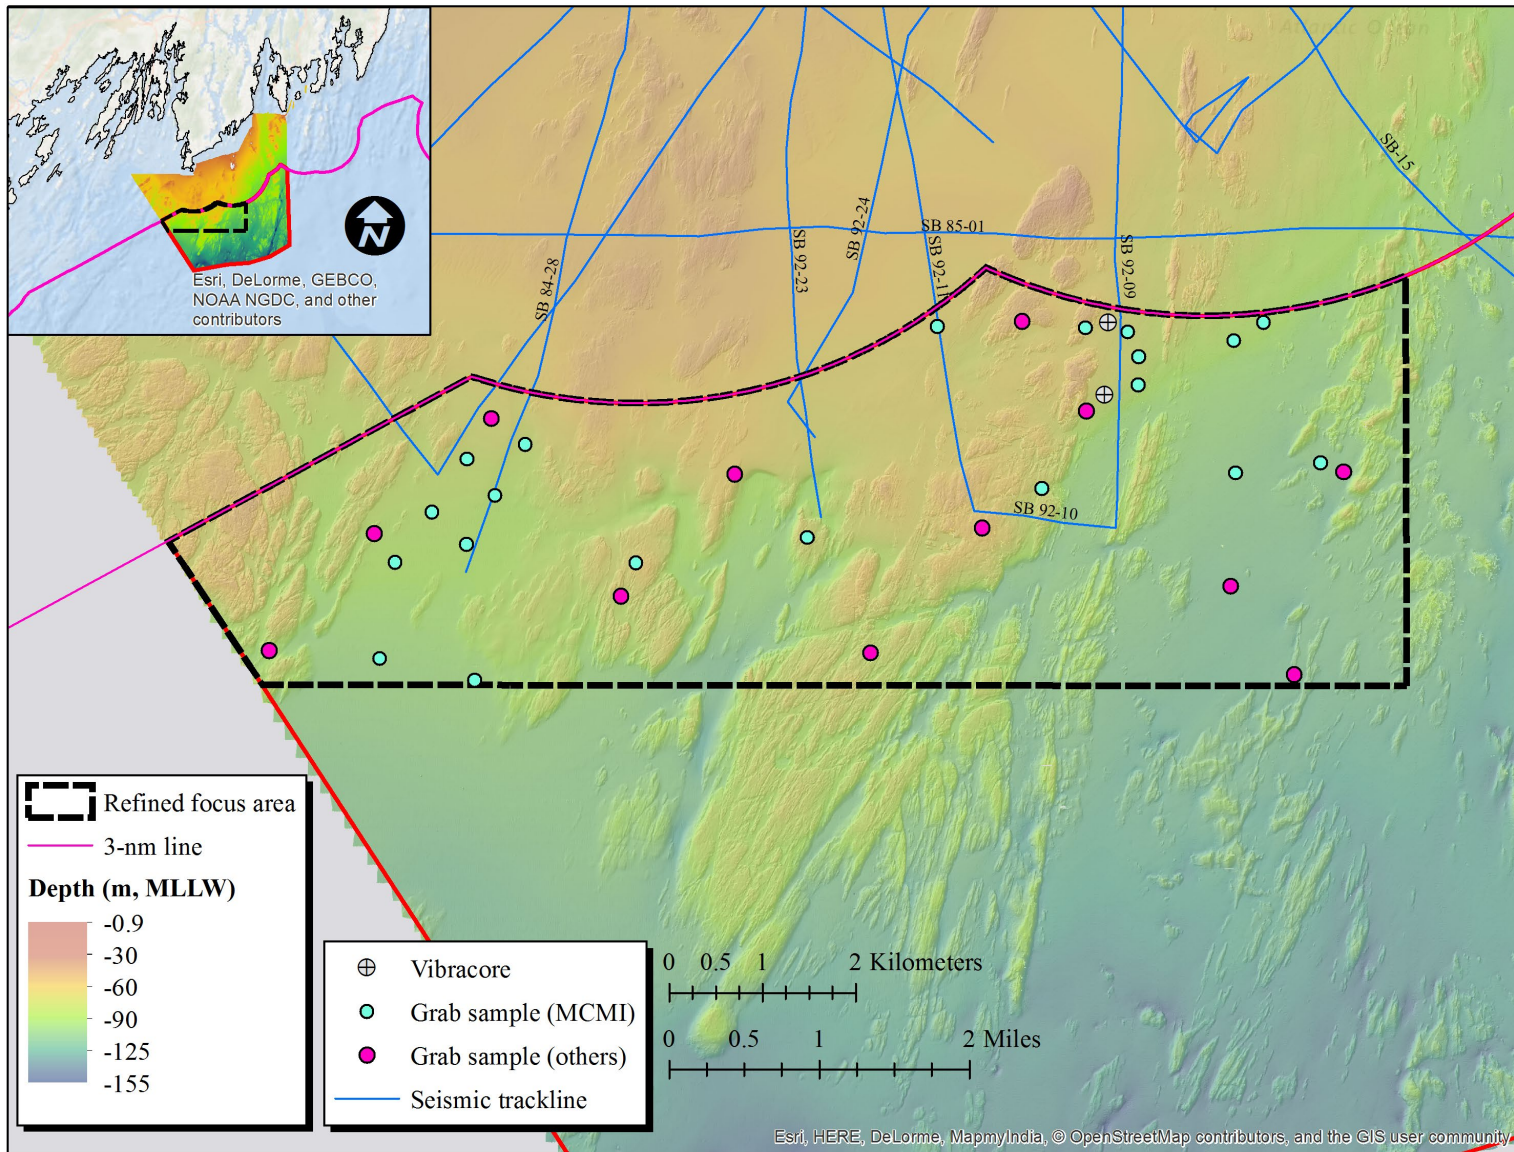 Atlantic Ocean
Esri, DeLorme, GEBCO,
NOAA NGDC, and other
contributors
N
SB-15
SB 85-01
SB 92-24
SB 92-23
SB 92-11
SB 92-09
SB 84-28
SB 92-10
Refined focus area
3-nm line
Depth (m, MLLW)
-0.9
-30
-60
-90
-125
-155
Vibracore
Grab sample (MCMI)
Grab sample (others)
Seismic trackline
0 0.5 1 2 Kilometers
0 0.5 1 2 Miles
Esri, HERE, DeLorme, MapmyIndia, © OpenStreetMap contributors, and the GIS user community